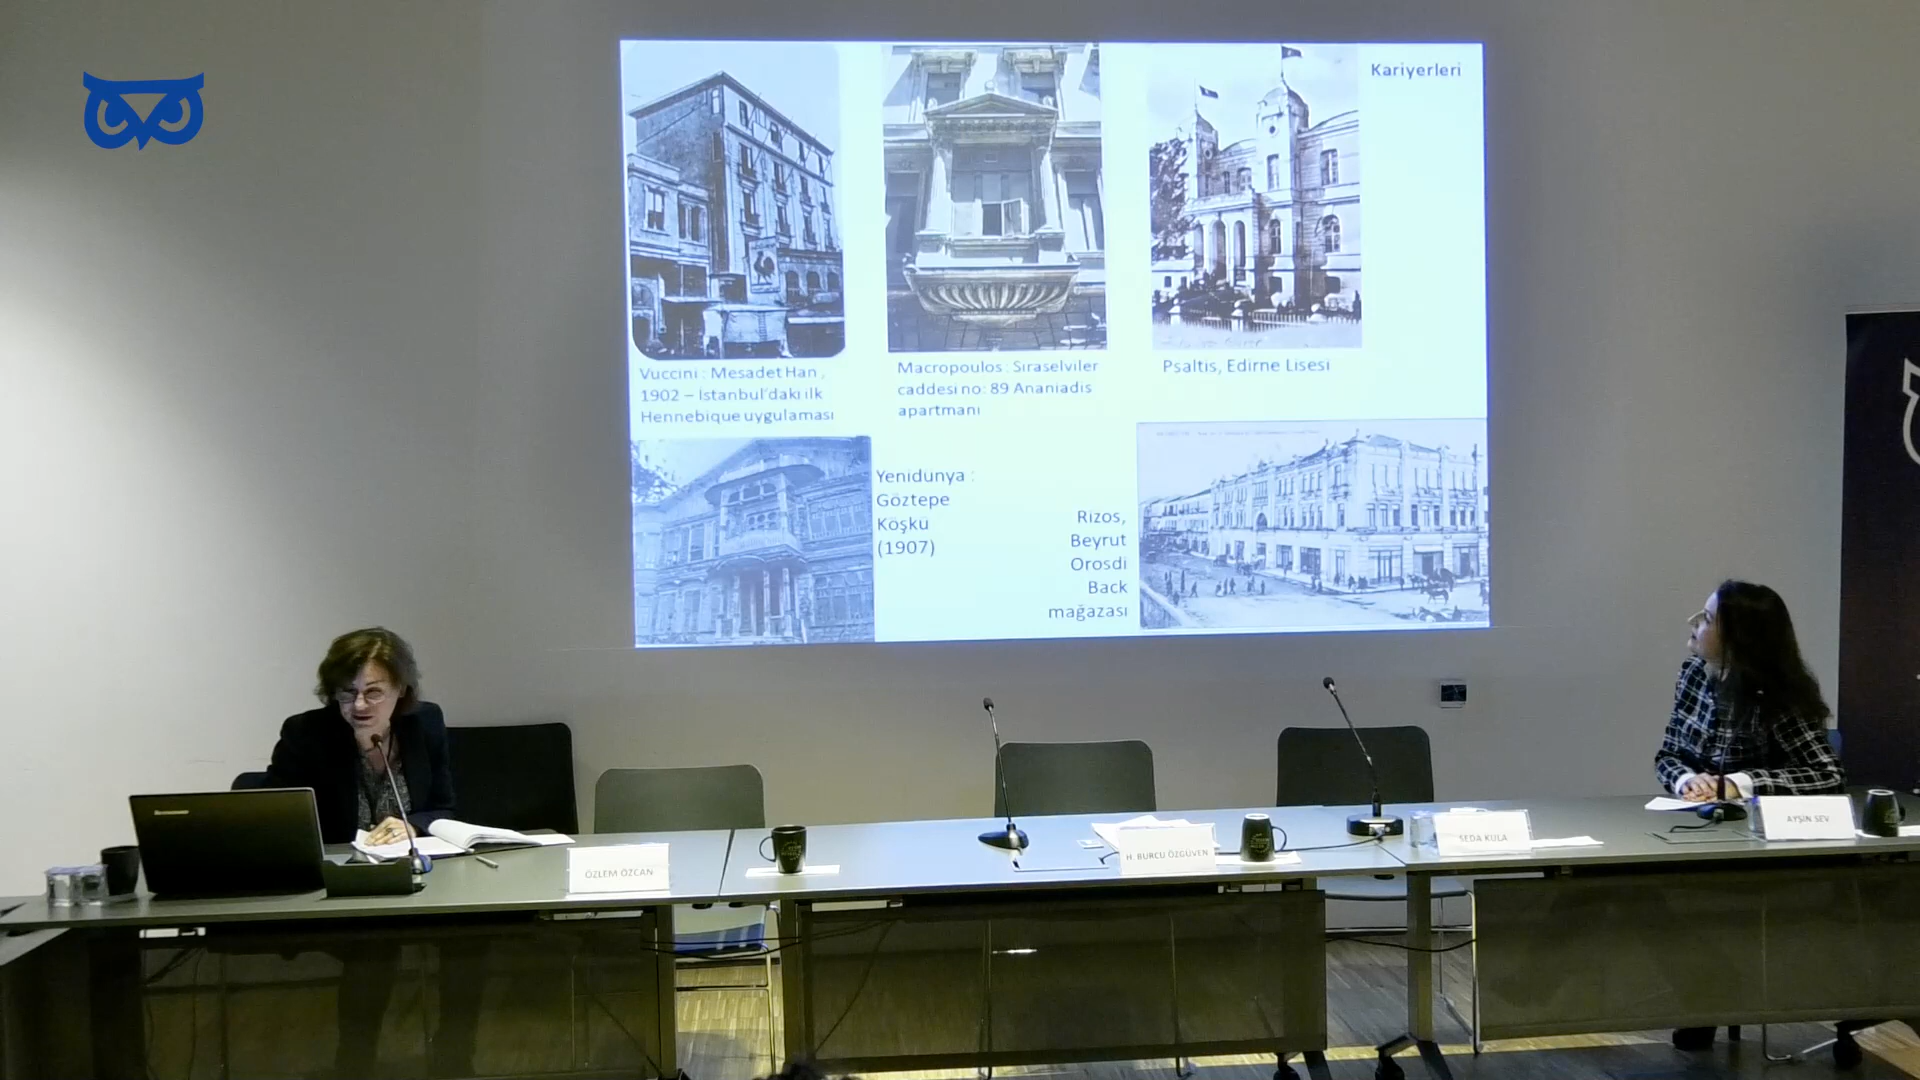 Kariyerleri
Vuccini : Mesadet Han ,
1902 – İstanbul'daki ilk
Hennebique uygulaması
Macropoulos : Sıraselviler
caddesi no: 89 Ananiadis
apartmanı
Psaltis, Edirne Lisesi
Yenidunya :
Göztepe
Köşkü
(1907)
Rizos,
Beyrut
Orosdi
Back
mağazası
ÖZLEM ÖZCAN
H. BURCU ÖZGÜVEN
SEDA KULA
AYŞİN SEV